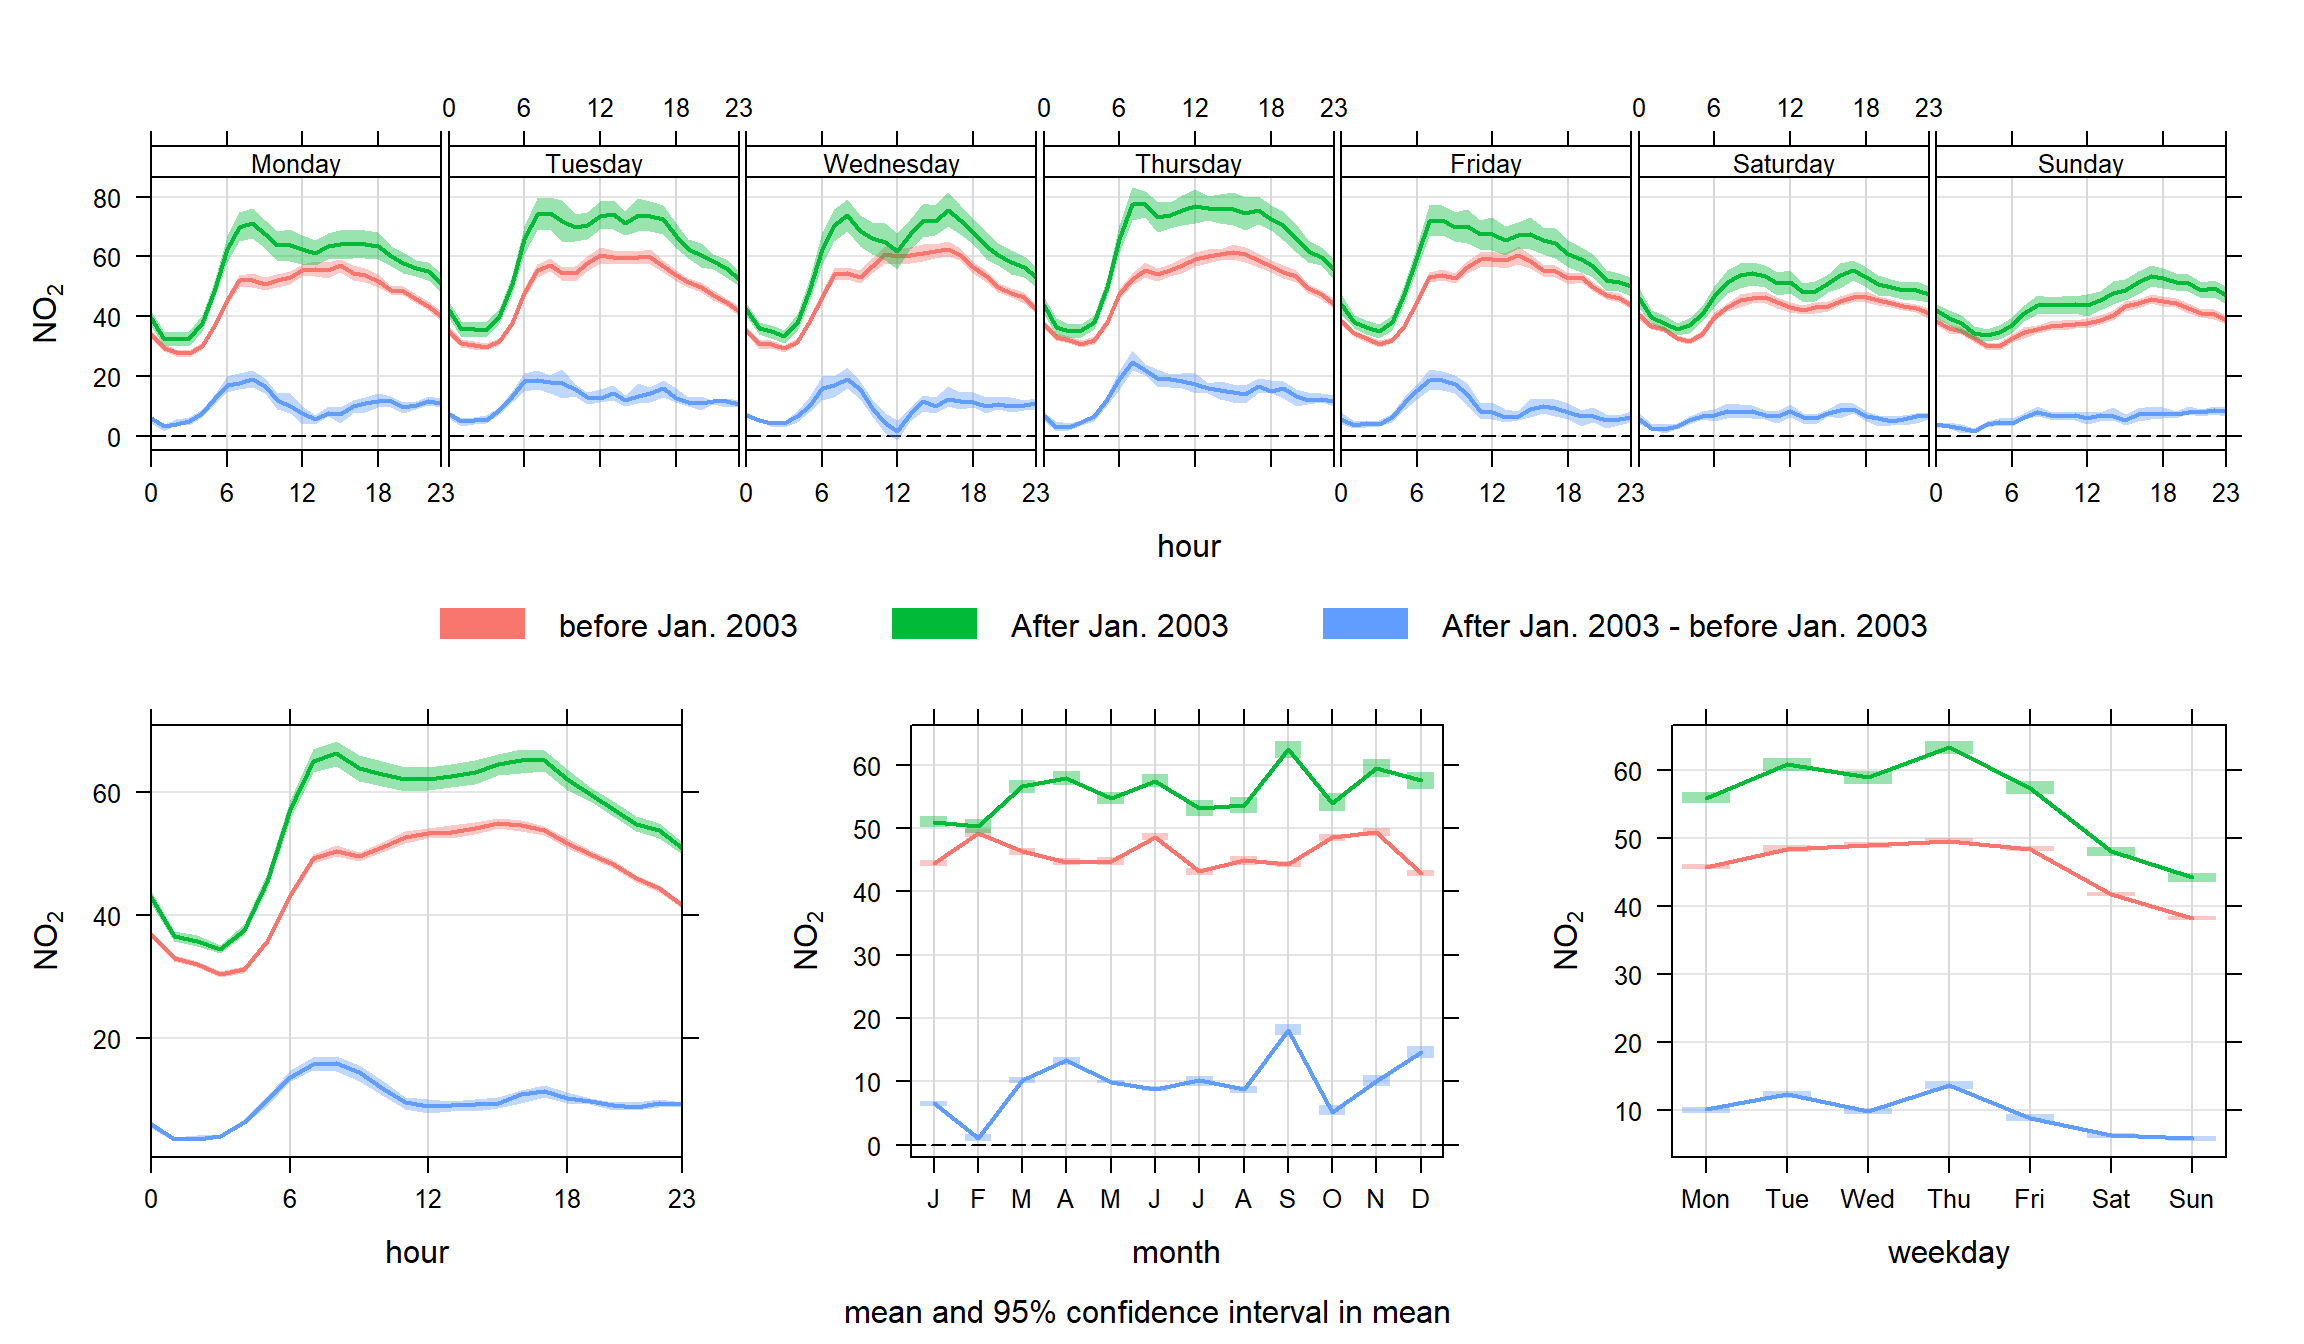 0 6 12 18 23 0 6 12 18 23 0 6 12 18 23
Monday Tuesday Wednesday Thursday Friday Saturday Sunday
80
60
40
20
0
NO2
0 6 12 18 23 0 6 12 18 23 0 6 12 18 23 0 6 12 18 23
hour
before Jan. 2003 After Jan. 2003 After Jan. 2003 - before Jan. 2003
60
40
20
NO2
0 6 12 18 23
hour
60
50
40
30
20
10
0
NO2
J F M A M J J A S O N D
month
60
50
40
30
20
10
NO2
Mon Tue Wed Thu Fri Sat Sun
weekday
mean and 95% confidence interval in mean